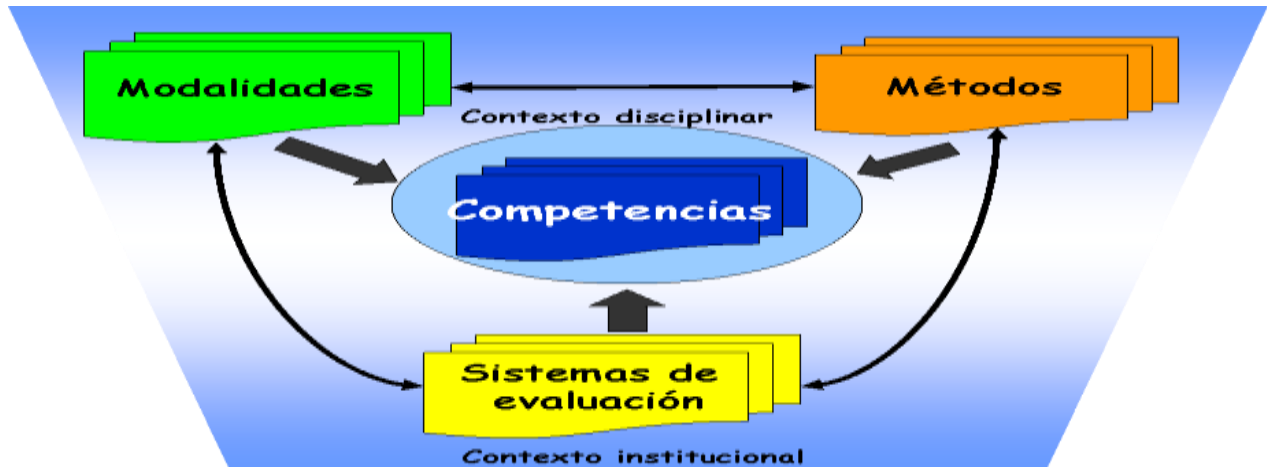 Modalidades
Métodos
Contexto disciplinar
Competencias
Sistemas de
evaluación
Contexto institucional